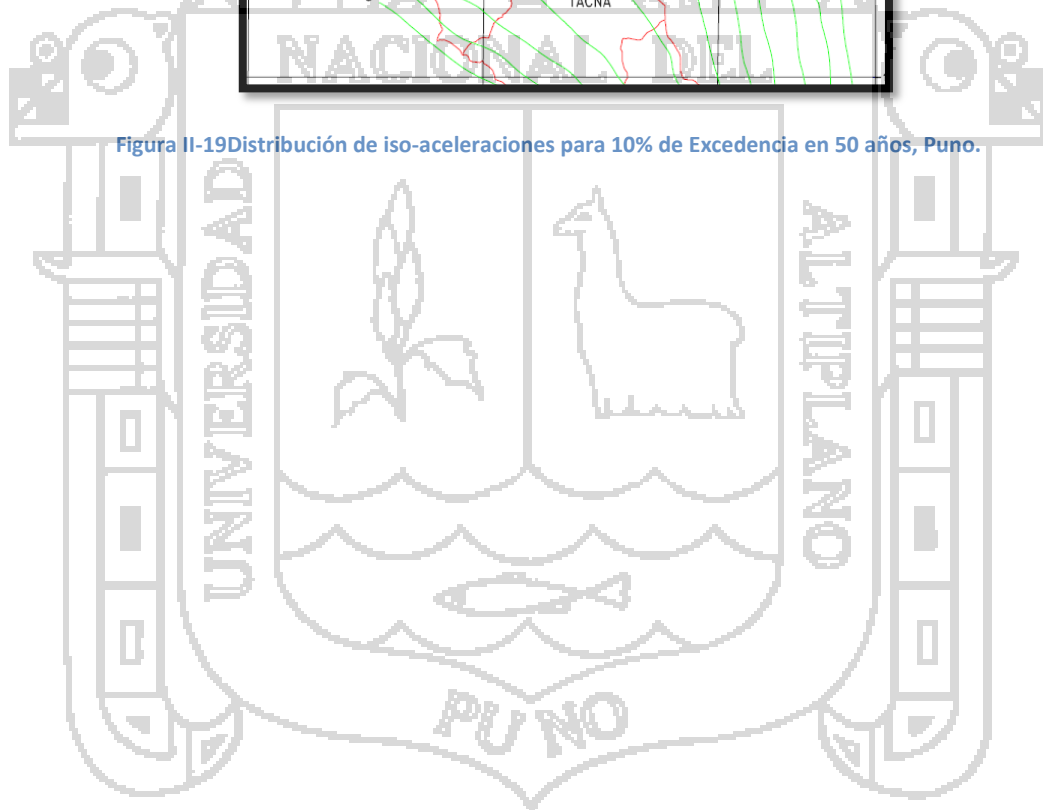 TACNA
NACIONAL DEL
Figura II-19Distribución de iso-aceleraciones para 10% de Excedencia en 50 años, Puno.
UNIVERSIDAD
ALTIPLANO
PUNO